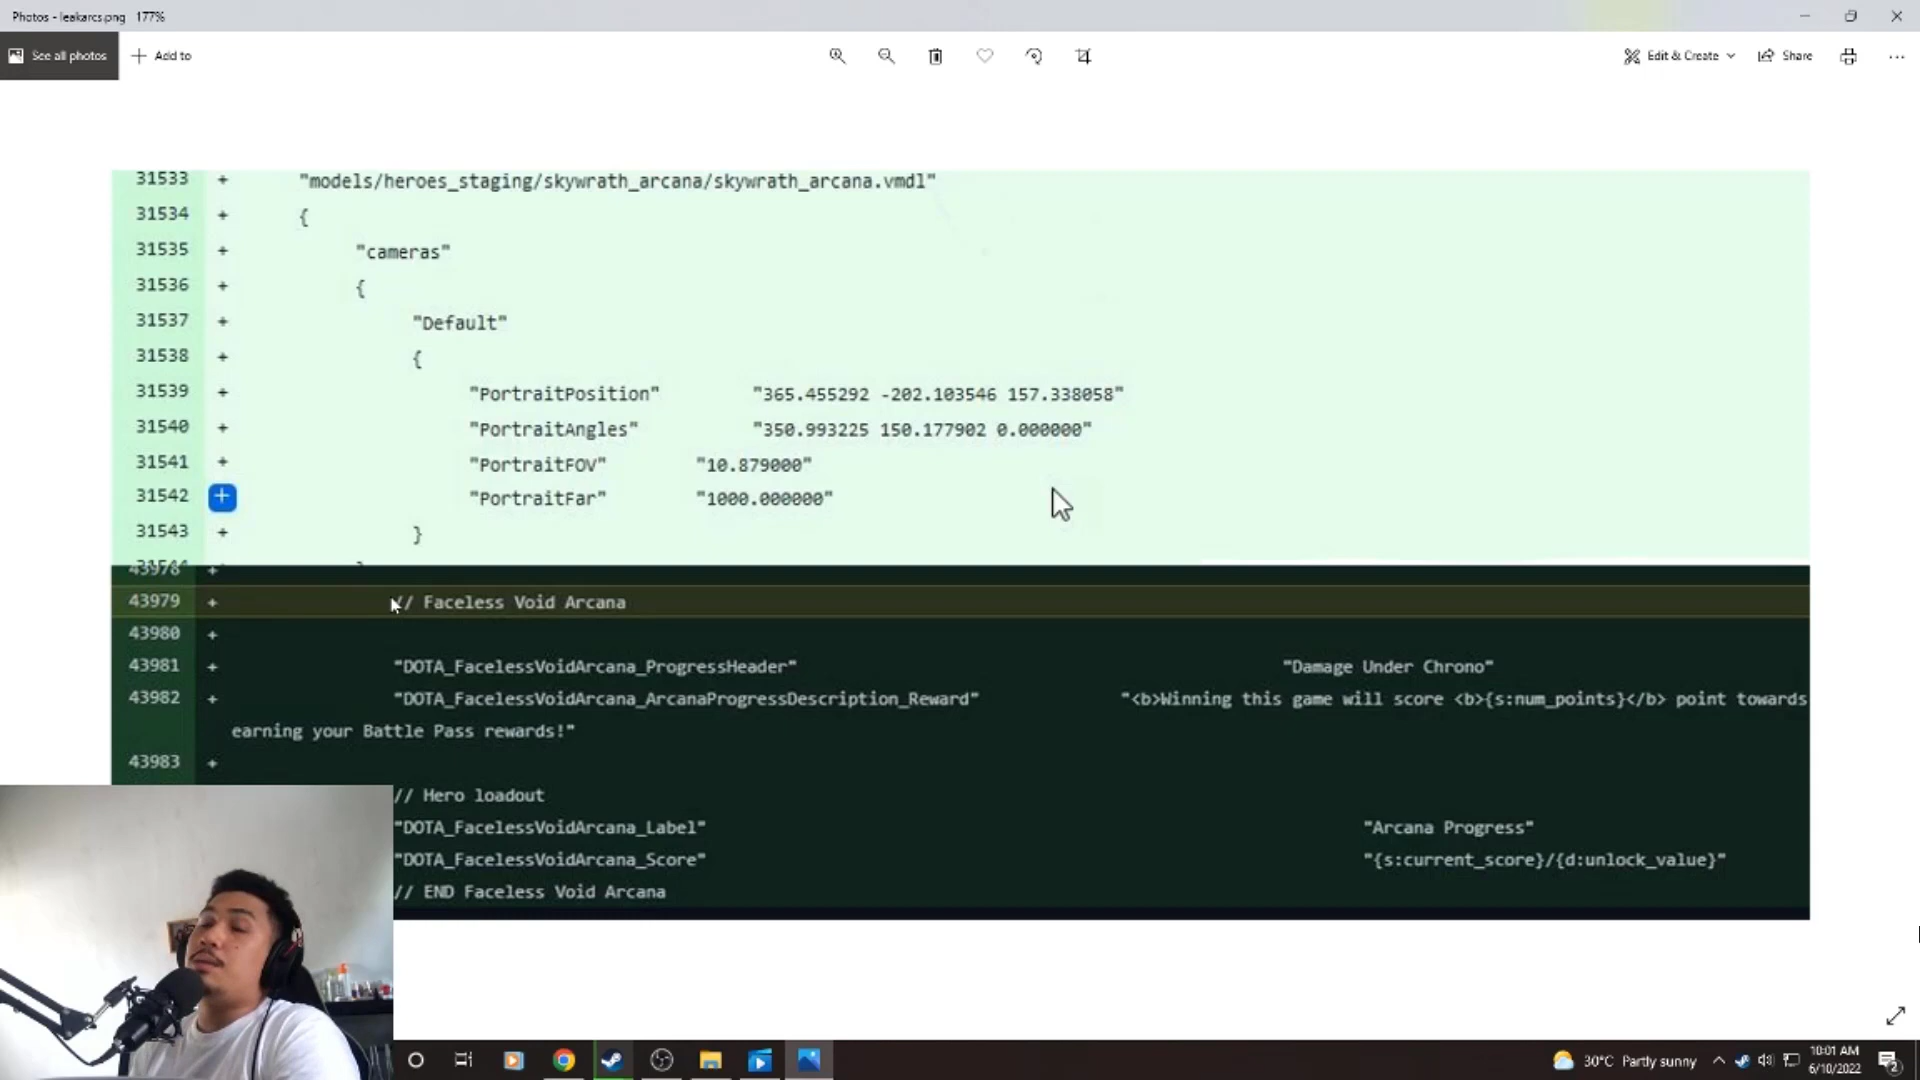 Photos - leakarcs.png 177%
See all photos + Add to Edit & Create Share
31533 + "models/heroes_staging/skywrath_arcana/skywrath_arcana.vmdl"
31534 + {
31535 + "cameras"
31536 + {
31537 + "Default"
31538 + {
31539 + "PortraitPosition" "365.455292 -202.103546 157.338058"
31540 + "PortraitAngles" "350.993225 150.177902 0.000000"
31541 + "PortraitFOV" "10.879000"
31542 + "PortraitFar" "1000.000000"
31543 + }
43978 +
43979 + // Faceless Void Arcana
43980 +
43981 + "DOTA_FacelessVoidArcana_ProgressHeader" "Damage Under Chrono"
43982 + "DOTA_FacelessVoidArcana_ArcanaProgressDescription_Reward" "<b>Winning this game will score <b>{s:num_points}</b> point towards
earning your Battle Pass rewards!"
43983 +
// Hero loadout
"DOTA_FacelessVoidArcana_Label" "Arcana Progress"
"DOTA_FacelessVoidArcana_Score" "{s:current_score}/{d:unlock_value}"
// END Faceless Void Arcana
30°C Partly sunny
10:01 AM
6/10/2022
2